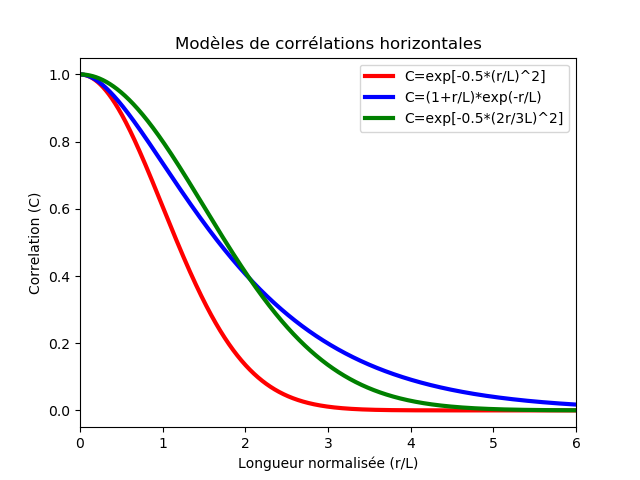 Modèles de corrélations horizontales
C=exp[-0.5*(r/L)^2]
C=(1+r/L)*exp(-r/L)
C=exp[-0.5*(2r/3L)^2]
Correlation (C)
1.0
0.8
0.6
0.4
0.2
0.0
0 1 2 3 4 5 6
Longueur normalisée (r/L)